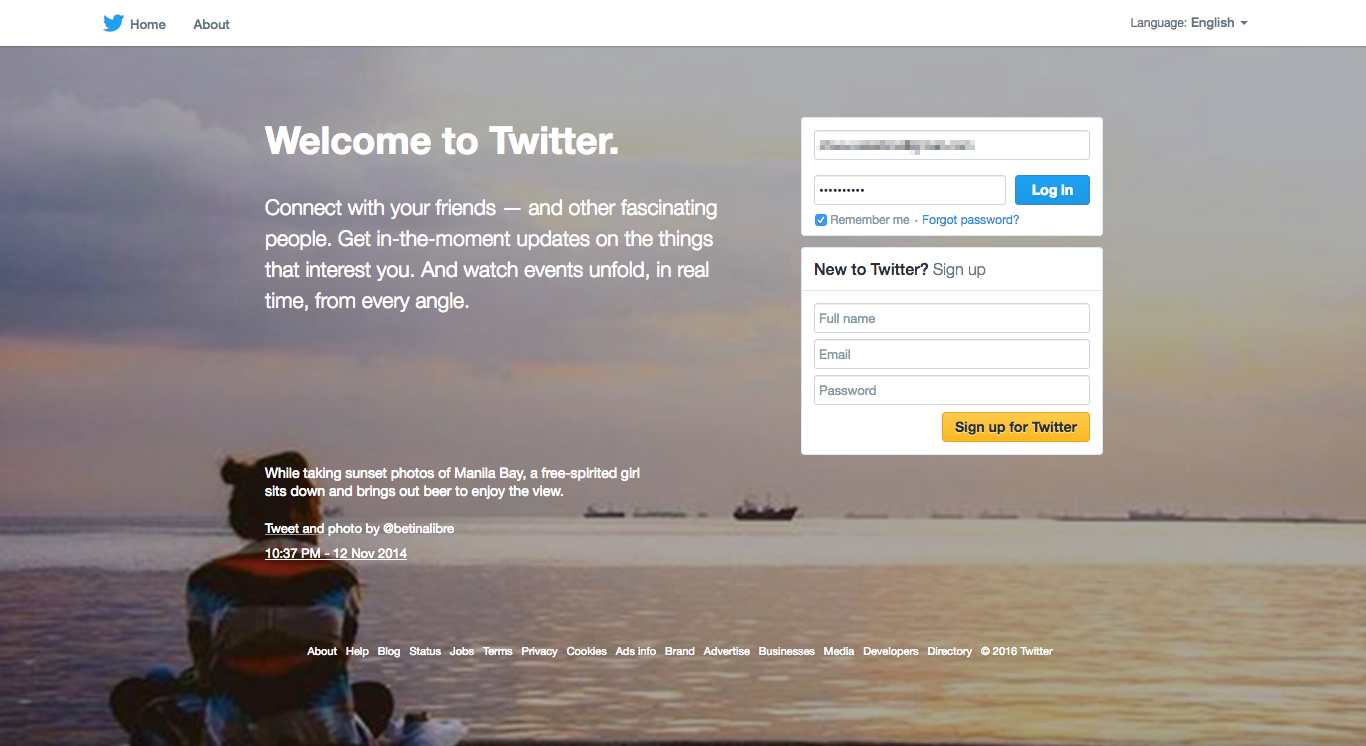 Home About
Language: English
Welcome to Twitter.
Connect with your friends — and other fascinating
people. Get in-the-moment updates on the things
that interest you. And watch events unfold, in real
time, from every angle.
While taking sunset photos of Manila Bay, a free-spirited girl
sits down and brings out beer to enjoy the view.
Tweet and photo by @betinalibre
10:37 PM - 12 Nov 2014
Log in
Remember me · Forgot password?
New to Twitter? Sign up
Full name
Email
Password
Sign up for Twitter
About Help Blog Status Jobs Terms Privacy Cookies Ads info Brand Advertise Businesses Media Developers Directory © 2016 Twitter